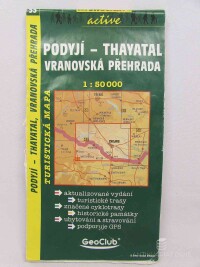 active
PODYJÍ - THAYATAL
VRANOVSKÁ PŘEHRADA
1 : 50 000
TURISTICKÁ MAPA
PODYJÍ – THAYATAL, VRANOVSKÁ PŘEHRADA
ZNOJMO
aktualizované vydání
turistické trasy
značené cyklotrasy
historické památky
ubytování a stravování
podporuje GPS
GeoClub